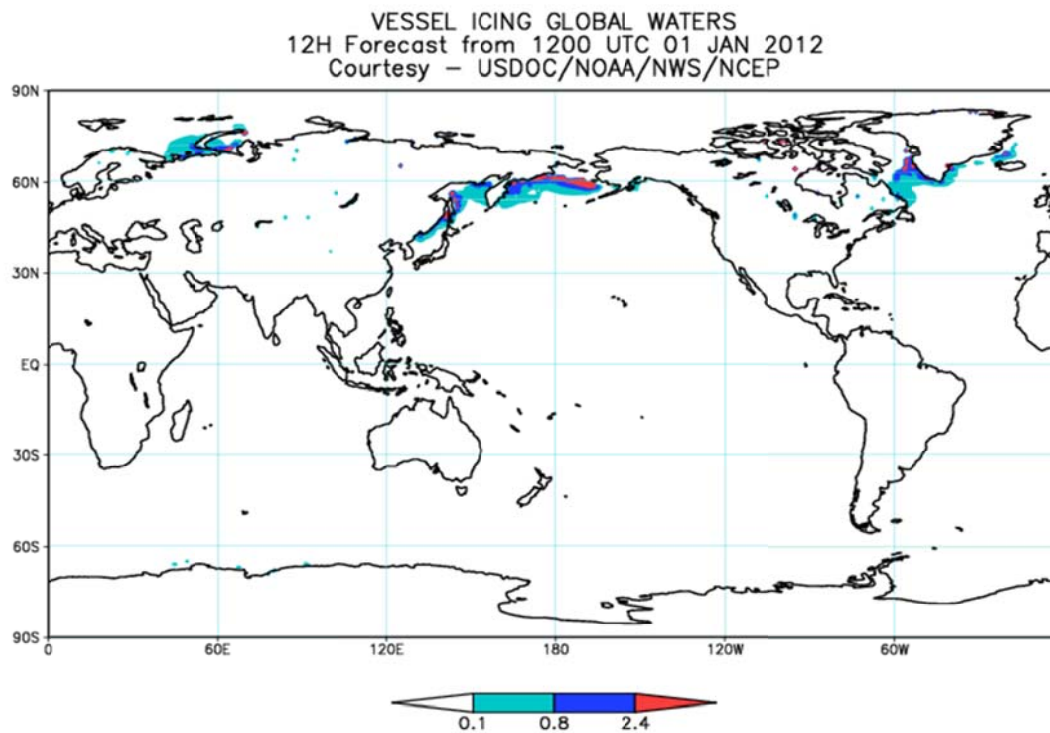 VESSEL ICING GLOBAL WATERS
12H Forecast from 1200 UTC 01 JAN 2012
Courtesy – USDOC/NOAA/NWS/NCEP
90N
60N
30N
EQ
30S
60S
90S
0 60E 120E 180 120W 60W
0.1 0.8 2.4